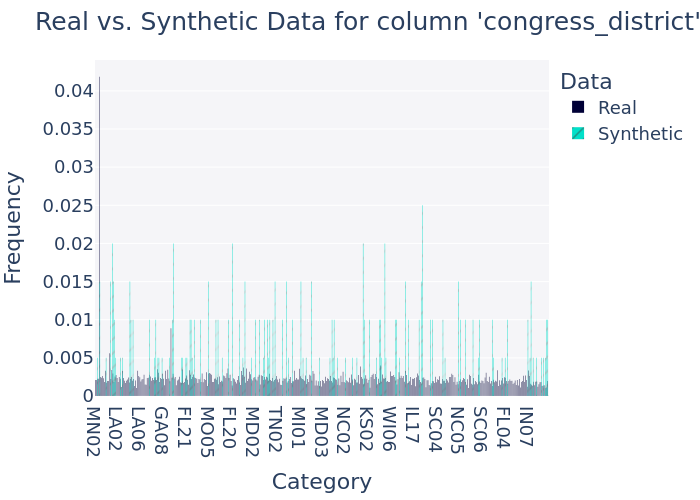 Real vs. Synthetic Data for column 'congress_district'
Data
Real
Synthetic
Frequency
0.04
0.035
0.03
0.025
0.02
0.015
0.01
0.005
0
MN02
LA02
LA06
GA08
FL21
MO05
FL20
MD02
TN02
MI01
MD03
NC02
KS02
WI06
IL17
SC04
NC05
SC06
FL04
IN07
Category